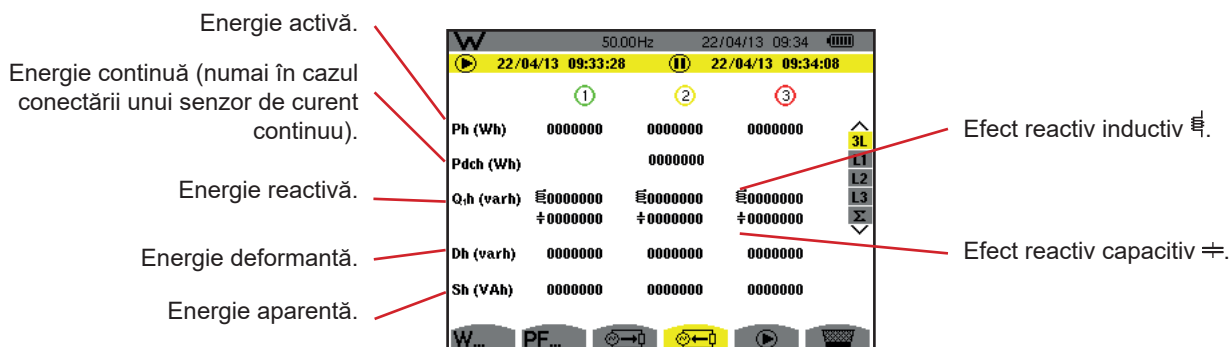 Energie activă.
Energie continuă (numai în cazul
conectării unui senzor de curent
continuu).
Energie reactivă.
Energie deformantă.
Energie aparentă.
W 50.00Hz 22/04/13 09:34
22/04/13 09:33:28 22/04/13 09:34:08
1 2 3
Ph (Wh) 0000000 0000000 0000000
Pdch (Wh) 0000000
Q₁h (varh) 0000000 0000000 0000000
0000000 0000000 0000000
Dh (varh) 0000000 0000000 0000000
Sh (VAh) 0000000 0000000 0000000
3L
L1
L2
L3
Σ
W... PF...
Efect reactiv inductiv .
Efect reactiv capacitiv .